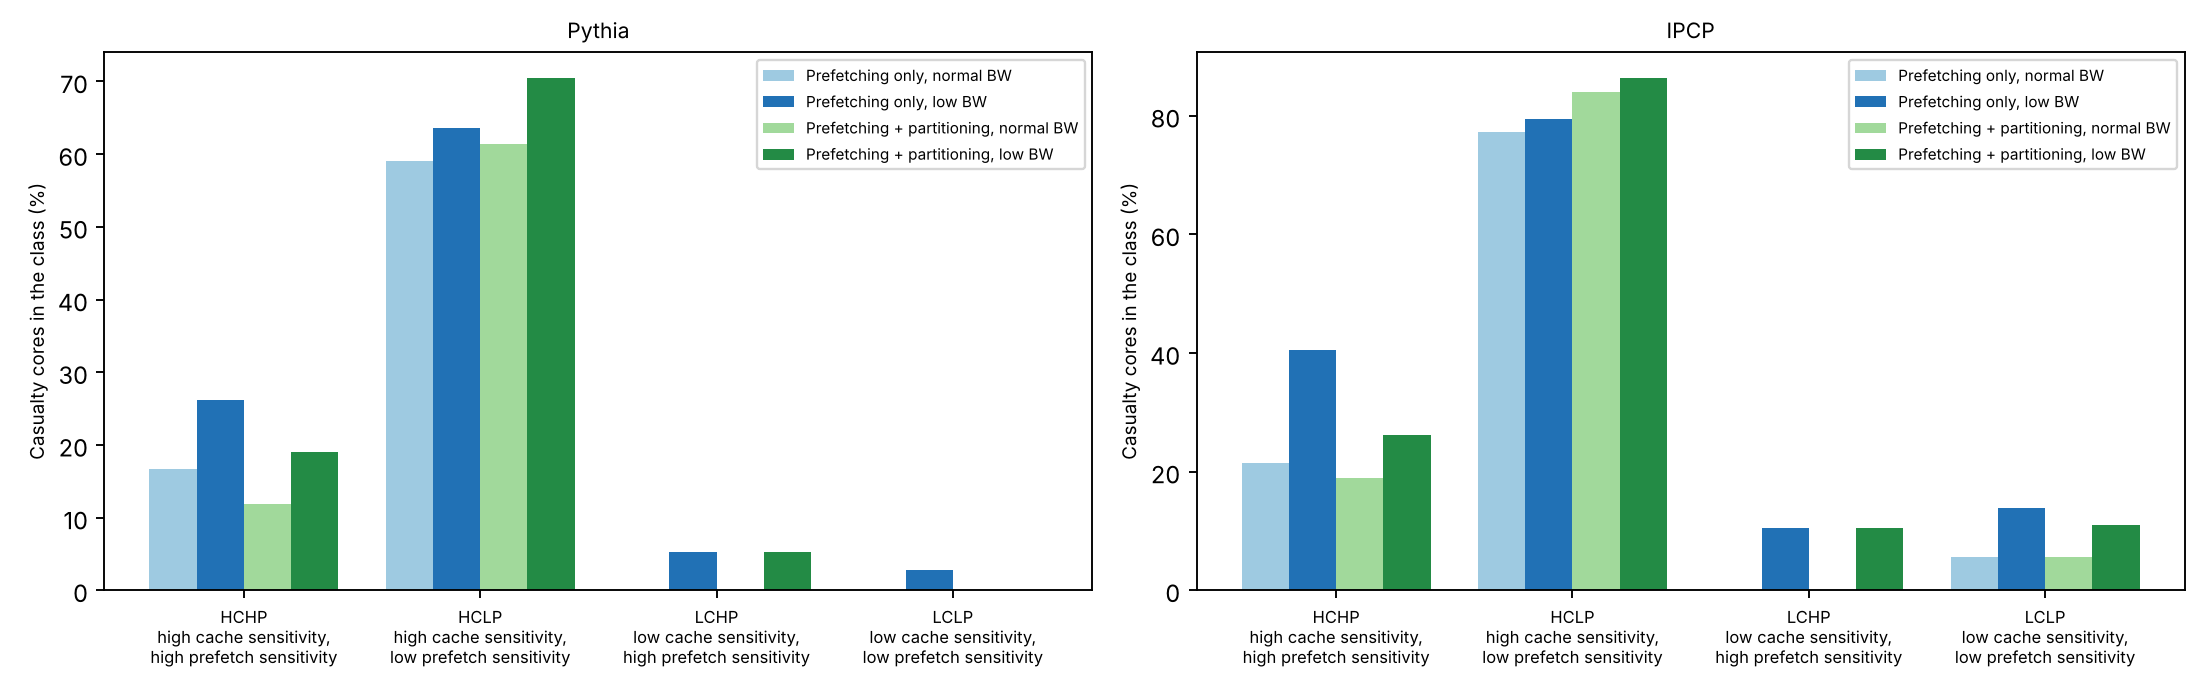 Pythia
Casualty cores in the class (%)
70
60
50
40
30
20
10
0
Prefetching only, normal BW
Prefetching only, low BW
Prefetching + partitioning, normal BW
Prefetching + partitioning, low BW
HCHP
high cache sensitivity,
high prefetch sensitivity
HCLP
high cache sensitivity,
low prefetch sensitivity
LCHP
low cache sensitivity,
high prefetch sensitivity
LCLP
low cache sensitivity,
low prefetch sensitivity
IPCP
Casualty cores in the class (%)
80
60
40
20
0
Prefetching only, normal BW
Prefetching only, low BW
Prefetching + partitioning, normal BW
Prefetching + partitioning, low BW
HCHP
high cache sensitivity,
high prefetch sensitivity
HCLP
high cache sensitivity,
low prefetch sensitivity
LCHP
low cache sensitivity,
high prefetch sensitivity
LCLP
low cache sensitivity,
low prefetch sensitivity